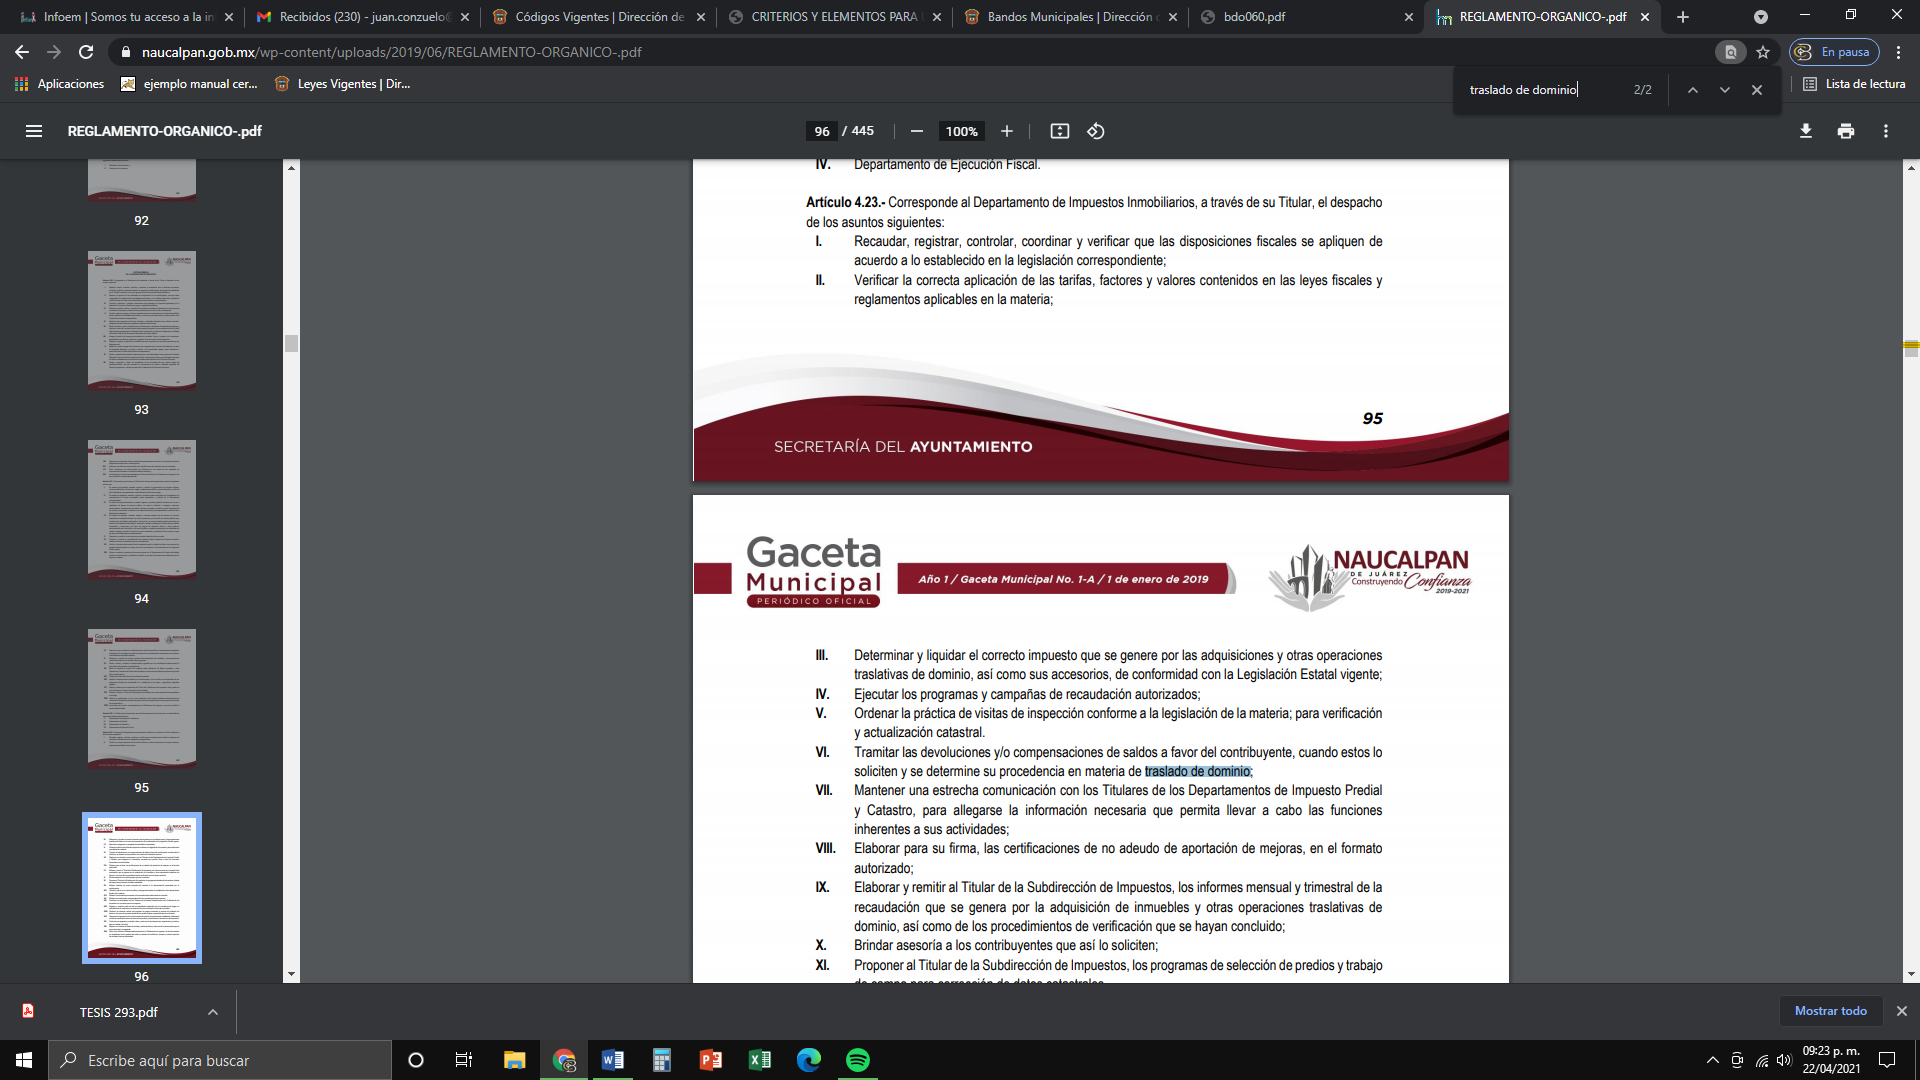 Infoem | Somos tu acceso a la in
Recibidos (230) - juan.conzuelo@
Códigos Vigentes | Dirección de
CRITERIOS Y ELEMENTOS PARA
Bandos Municipales | Dirección
bdo060.pdf
REGLAMENTO-ORGANICO-.pdf
naucalpan.gob.mx/wp-content/uploads/2019/06/REGLAMENTO-ORGANICO-.pdf
En pausa
Aplicaciones
ejemplo manual cer...
Leyes Vigentes | Dir...
traslado de dominio
2/2
Lista de lectura
REGLAMENTO-ORGANICO-.pdf
96 / 445
100%
92
93
94
95
96
IV. Departamento de Ejecución Fiscal.
Artículo 4.23.- Corresponde al Departamento de Impuestos Inmobiliarios, a través de su Titular, el despacho
de los asuntos siguientes:
I. Recaudar, registrar, controlar, coordinar y verificar que las disposiciones fiscales se apliquen de
acuerdo a lo establecido en la legislación correspondiente;
II. Verificar la correcta aplicación de las tarifas, factores y valores contenidos en las leyes fiscales y
reglamentos aplicables en la materia;
95
SECRETARÍA DEL AYUNTAMIENTO
Gaceta
Municipal
PERIÓDICO OFICIAL
Año 1 / Gaceta Municipal No. 1-A / 1 de enero de 2019
NAUCALPAN
DE JUÁREZ
Construyendo Confianza
2019-2021
III. Determinar y liquidar el correcto impuesto que se genere por las adquisiciones y otras operaciones
traslativas de dominio, así como sus accesorios, de conformidad con la Legislación Estatal vigente;
IV. Ejecutar los programas y campañas de recaudación autorizados;
V. Ordenar la práctica de visitas de inspección conforme a la legislación de la materia; para verificación
y actualización catastral.
VI. Tramitar las devoluciones y/o compensaciones de saldos a favor del contribuyente, cuando estos lo
soliciten y se determine su procedencia en materia de traslado de dominio;
VII. Mantener una estrecha comunicación con los Titulares de los Departamentos de Impuesto Predial
y Catastro, para allegarse la información necesaria que permita llevar a cabo las funciones
inherentes a sus actividades;
VIII. Elaborar para su firma, las certificaciones de no adeudo de aportación de mejoras, en el formato
autorizado;
IX. Elaborar y remitir al Titular de la Subdirección de Impuestos, los informes mensual y trimestral de la
recaudación que se genera por la adquisición de inmuebles y otras operaciones traslativas de
dominio, así como de los procedimientos de verificación que se hayan concluido;
X. Brindar asesoría a los contribuyentes que así lo soliciten;
XI. Proponer al Titular de la Subdirección de Impuestos, los programas de selección de predios y trabajo
de campo para corrección de datos catastrales
TESIS 293.pdf
Mostrar todo
Escribe aquí para buscar
09:23 p. m.
22/04/2021